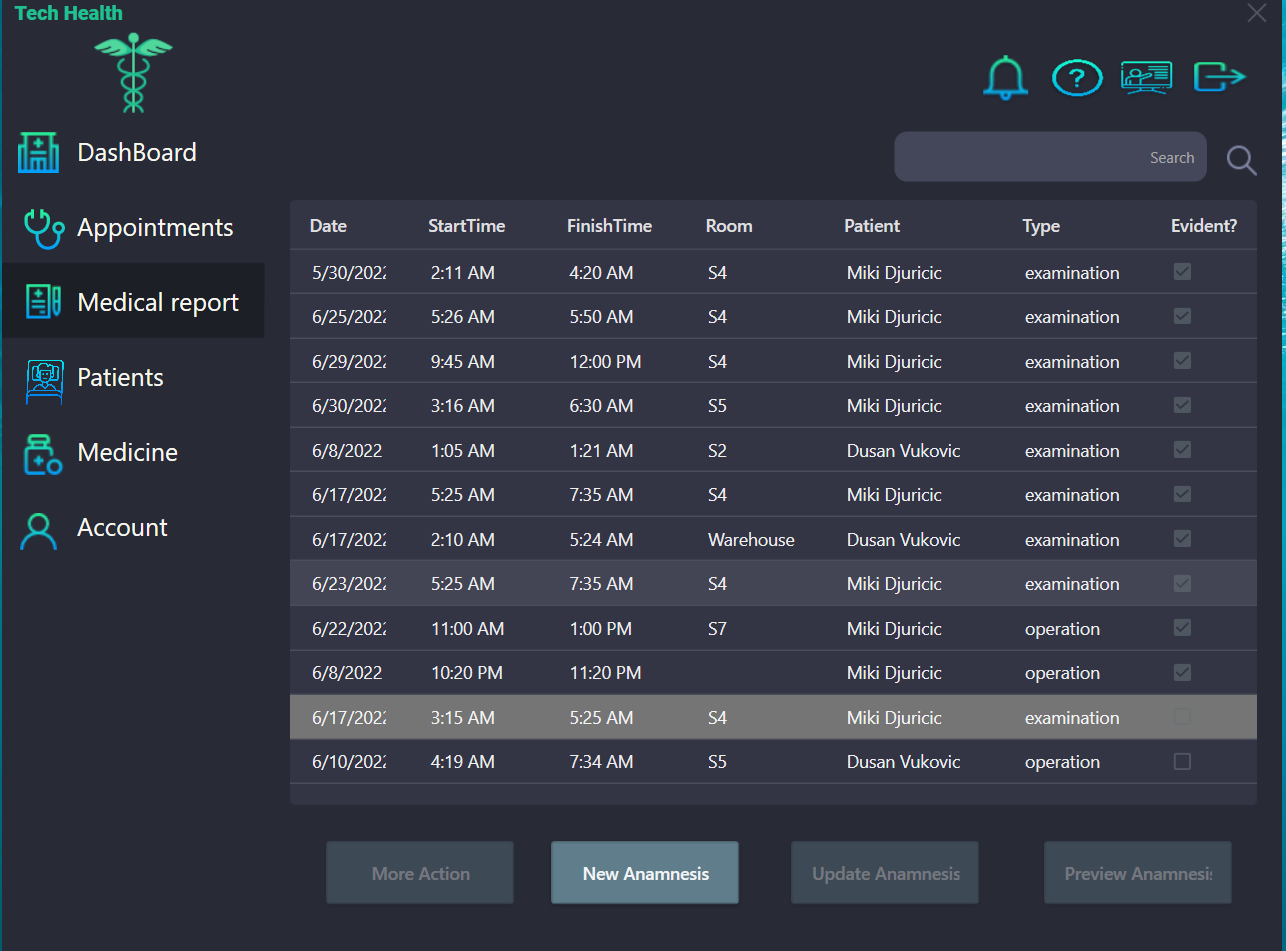 Tech Health
?
DashBoard
Search
Appointments
Date StartTime FinishTime Room Patient Type Evident?
5/30/2022 2:11 AM 4:20 AM S4 Miki Djuricic examination
Medical report
6/25/2022 5:26 AM 5:50 AM S4 Miki Djuricic examination
6/29/2022 9:45 AM 12:00 PM S4 Miki Djuricic examination
Patients
6/30/2022 3:16 AM 6:30 AM S5 Miki Djuricic examination
6/8/2022 1:05 AM 1:21 AM S2 Dusan Vukovic examination
Medicine
6/17/2022 5:25 AM 7:35 AM S4 Miki Djuricic examination
6/17/2022 2:10 AM 5:24 AM Warehouse Dusan Vukovic examination
Account
6/23/2022 5:25 AM 7:35 AM S4 Miki Djuricic examination
6/22/2022 11:00 AM 1:00 PM S7 Miki Djuricic operation
6/8/2022 10:20 PM 11:20 PM Miki Djuricic operation
6/17/2022 3:15 AM 5:25 AM S4 Miki Djuricic examination
6/10/2022 4:19 AM 7:34 AM S5 Dusan Vukovic operation
More Action New Anamnesis Update Anamnesis Preview Anamnesi